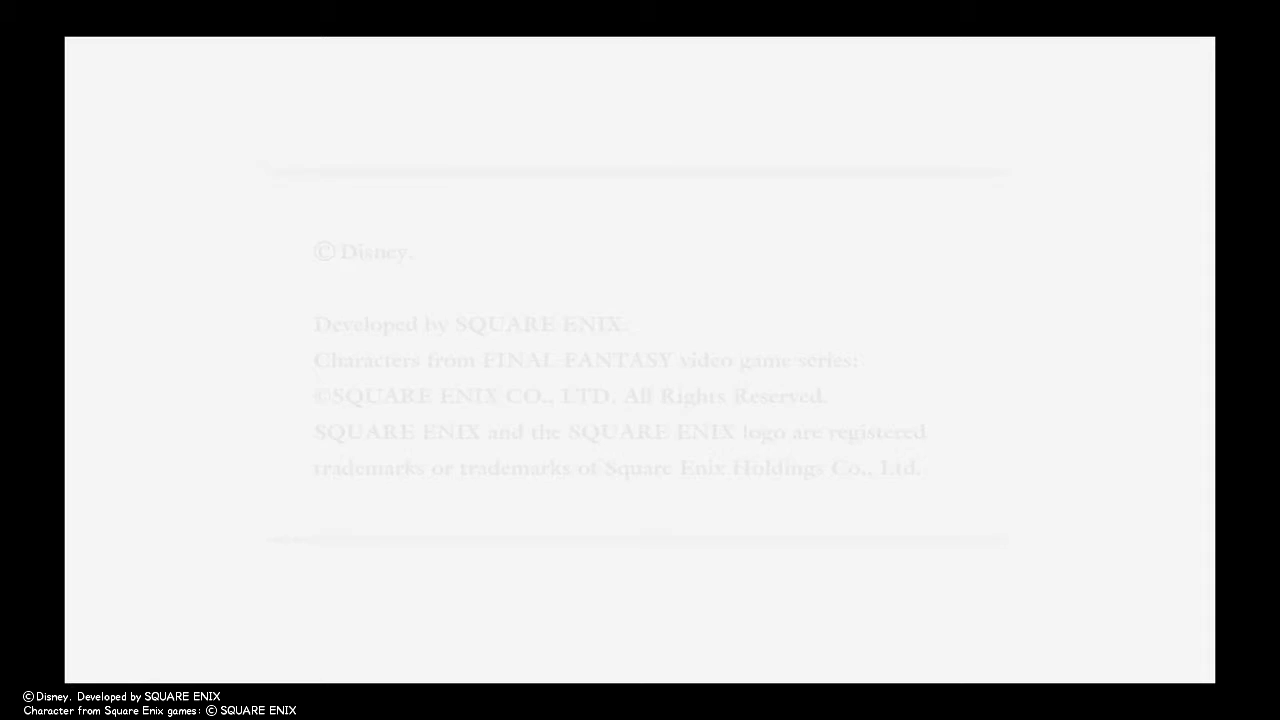 © Disney.
Developed by SQUARE ENIX.
Characters from FINAL FANTASY video game series:
©SQUARE ENIX CO., LTD. All Rights Reserved.
SQUARE ENIX and the SQUARE ENIX logo are registered
trademarks or trademarks of Square Enix Holdings Co., Ltd.
© Disney. Developed by SQUARE ENIX
Character from Square Enix games: © SQUARE ENIX